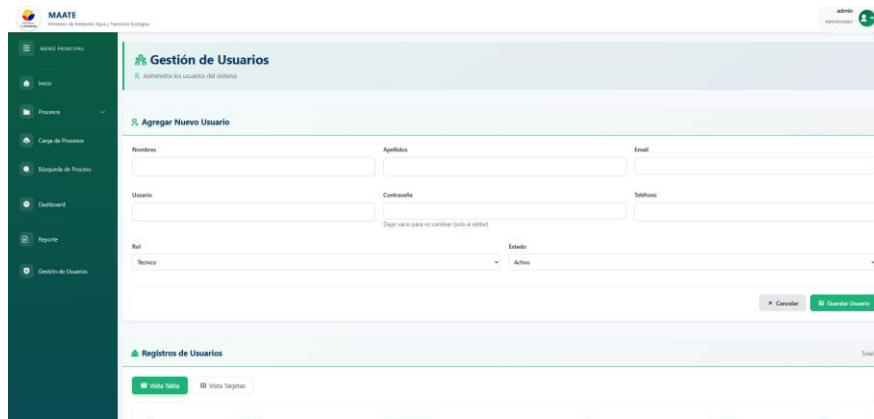 MAATE
Ministerio de Ambiente, Agua y Transición Ecológica
admin
Administrador
MENÚ PRINCIPAL
Inicio
Procesos
Carga de Procesos
Búsqueda de Proceso
Dashboard
Reporte
Gestión de Usuarios
Gestión de Usuarios
Administra los usuarios del sistema
Agregar Nuevo Usuario
Nombres
Apellidos
Email
Usuario
Contraseña
Teléfono
Dejar vacío para no cambiar (solo al editar)
Rol
Estado
Técnico
Activo
Cancelar
Guardar Usuario
Registros de Usuarios
Total:
Vista Tabla
Vista Tarjetas